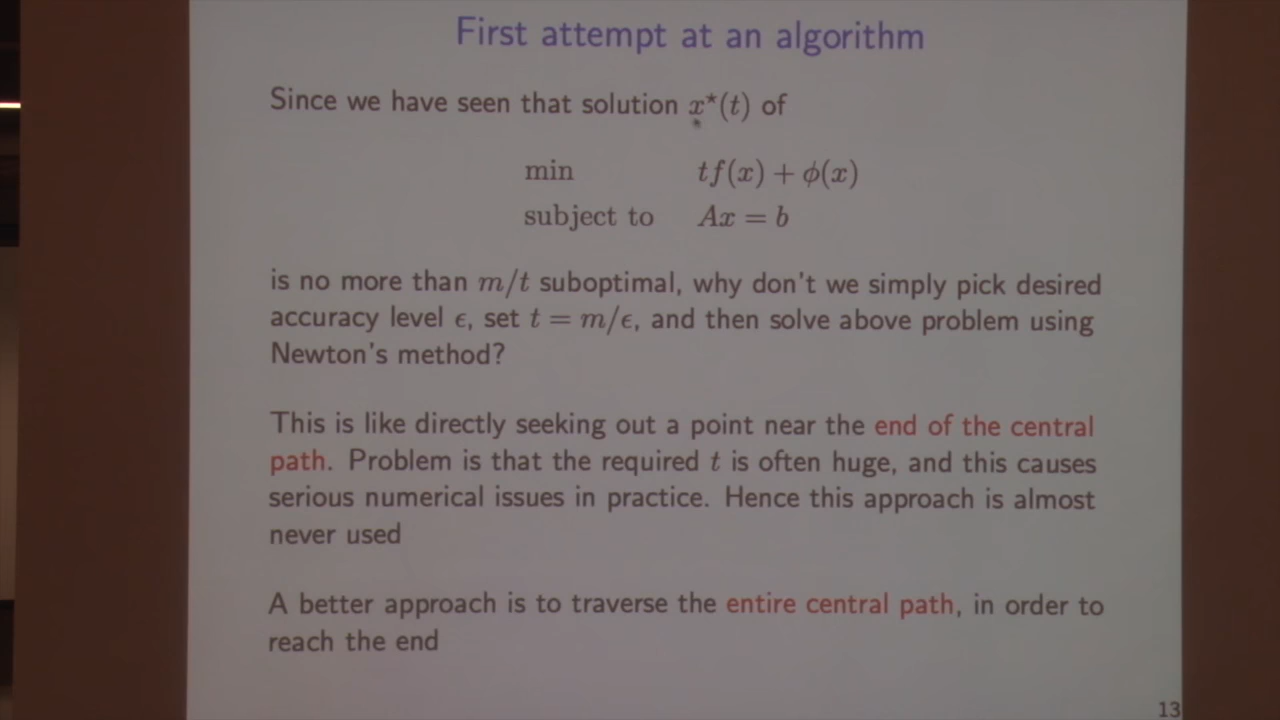 First attempt at an algorithm
Since we have seen that solution x⋆(t) of
min tf(x) + ϕ(x)
subject to Ax = b
is no more than m/t suboptimal, why don't we simply pick desired
accuracy level ϵ, set t = m/ϵ, and then solve above problem using
Newton's method?
This is like directly seeking out a point near the end of the central
path. Problem is that the required t is often huge, and this causes
serious numerical issues in practice. Hence this approach is almost
never used
A better approach is to traverse the entire central path, in order to
reach the end
13